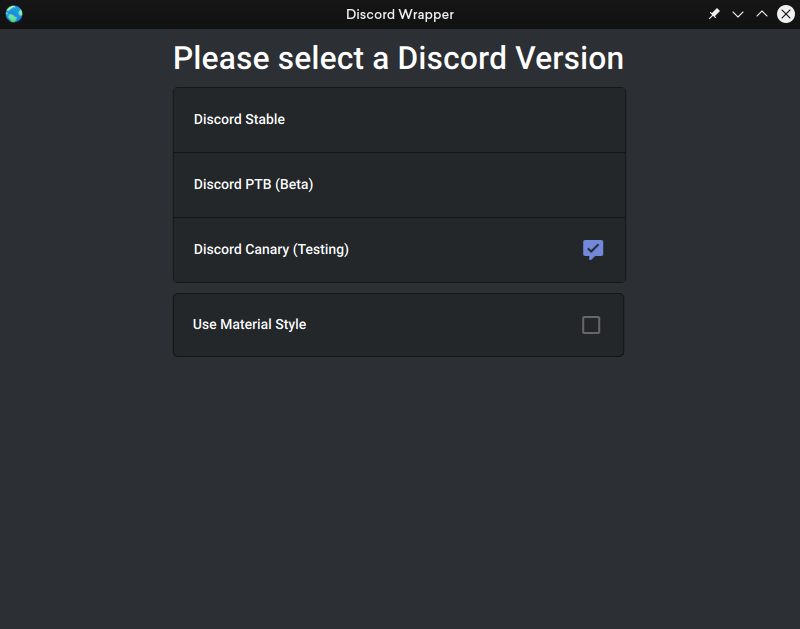 Discord Wrapper
Please select a Discord Version
Discord Stable
Discord PTB (Beta)
Discord Canary (Testing)
Use Material Style